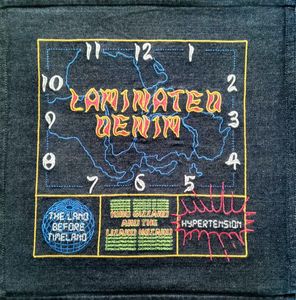 11 12 1
10 2
LAMINATED
9 3
DENIM
8 4
7 6 5
THE LAND
BEFORE
TIMELAND
KING GIZZARD
AND THE
LIZARD WIZARD
HYPERTENSION